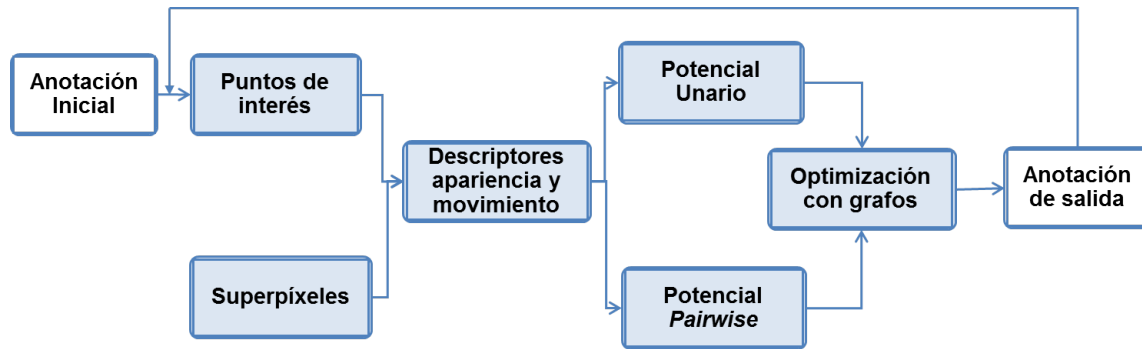 Anotación
Inicial
Puntos de
interés
Superpíxeles
Descriptores
apariencia y
movimiento
Potencial
Unario
Potencial
Pairwise
Optimización
con grafos
Anotación
de salida